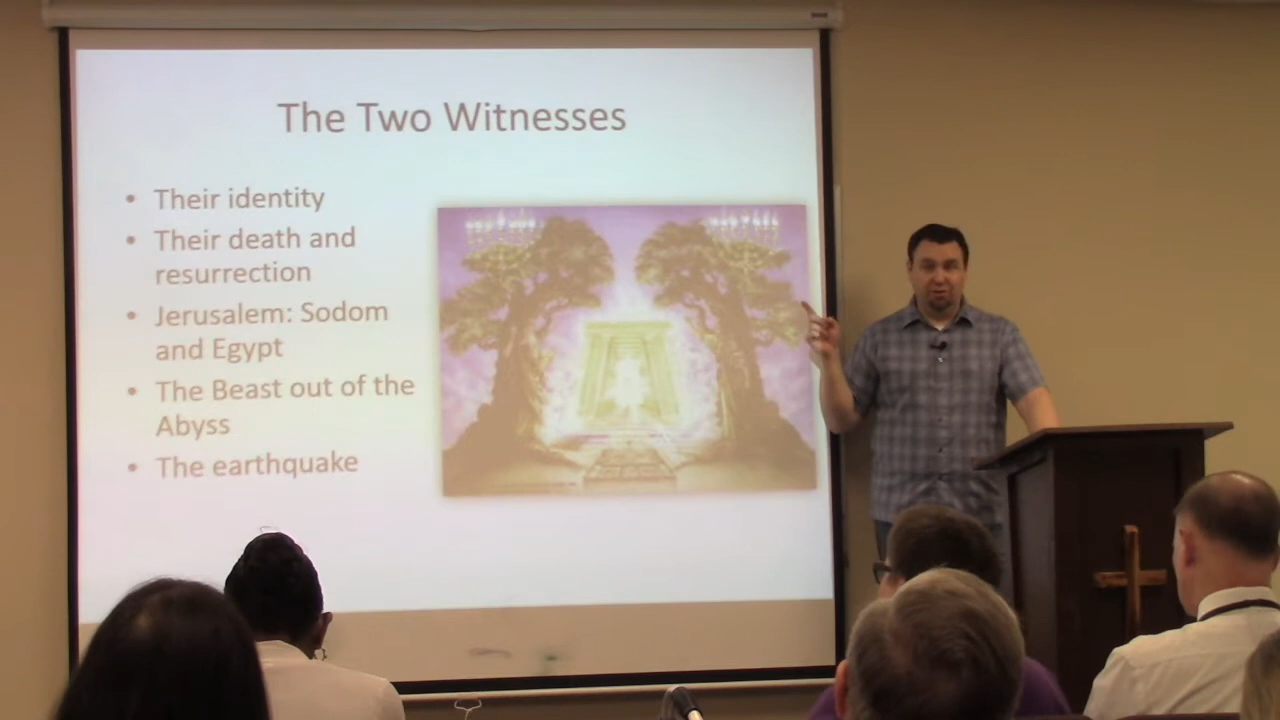 The Two Witnesses
• Their identity
• Their death and
resurrection
• Jerusalem: Sodom
and Egypt
• The Beast out of the
Abyss
• The earthquake